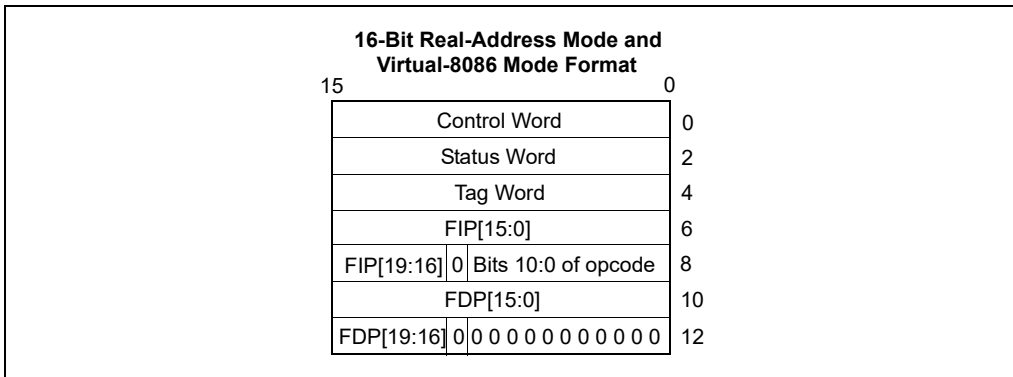 16-Bit Real-Address Mode and
Virtual-8086 Mode Format
15 0
Control Word 0
Status Word 2
Tag Word 4
FIP[15:0] 6
FIP[19:16] 0 Bits 10:0 of opcode 8
FDP[15:0] 10
FDP[19:16] 0 0 0 0 0 0 0 0 0 0 0 0 12